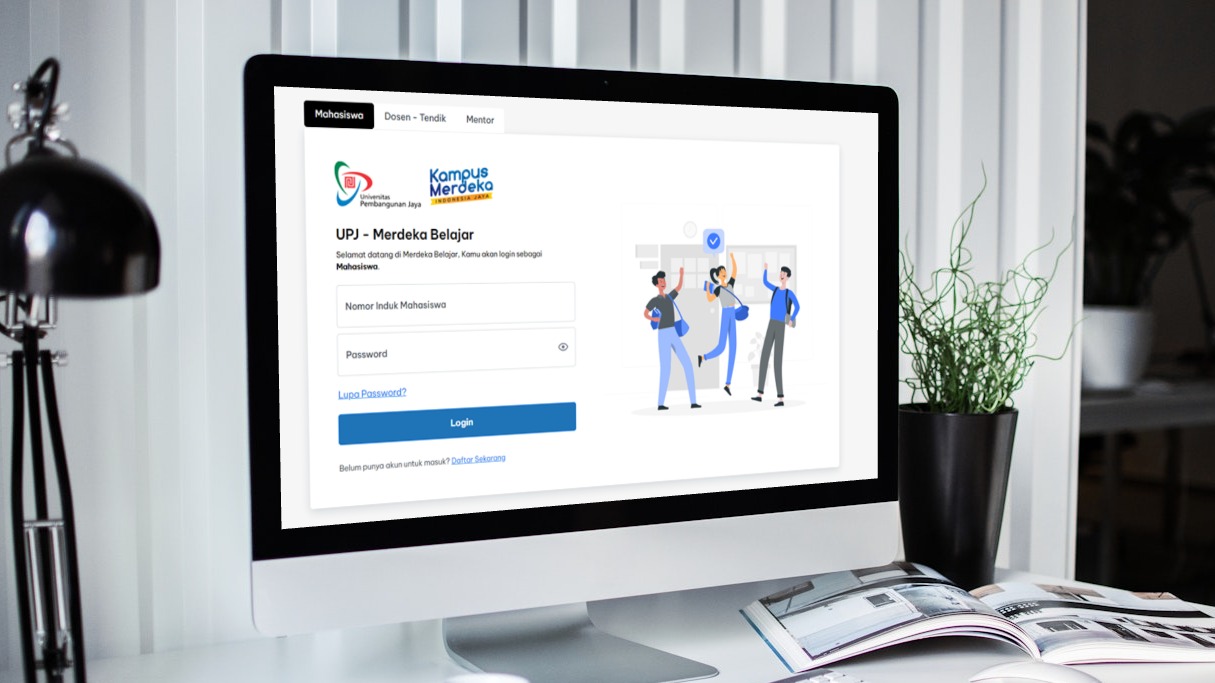 Mahasiswa
Dosen - Tendik
Mentor
Universitas
Pembangunan Jaya
Kampus
Merdeka
INDONESIA JAYA
UPJ - Merdeka Belajar
Selamat datang di Merdeka Belajar, Kamu akan login sebagai
Mahasiswa.
Nomor Induk Mahasiswa
Password
Lupa Password?
Login
Belum punya akun untuk masuk? Daftar Sekarang